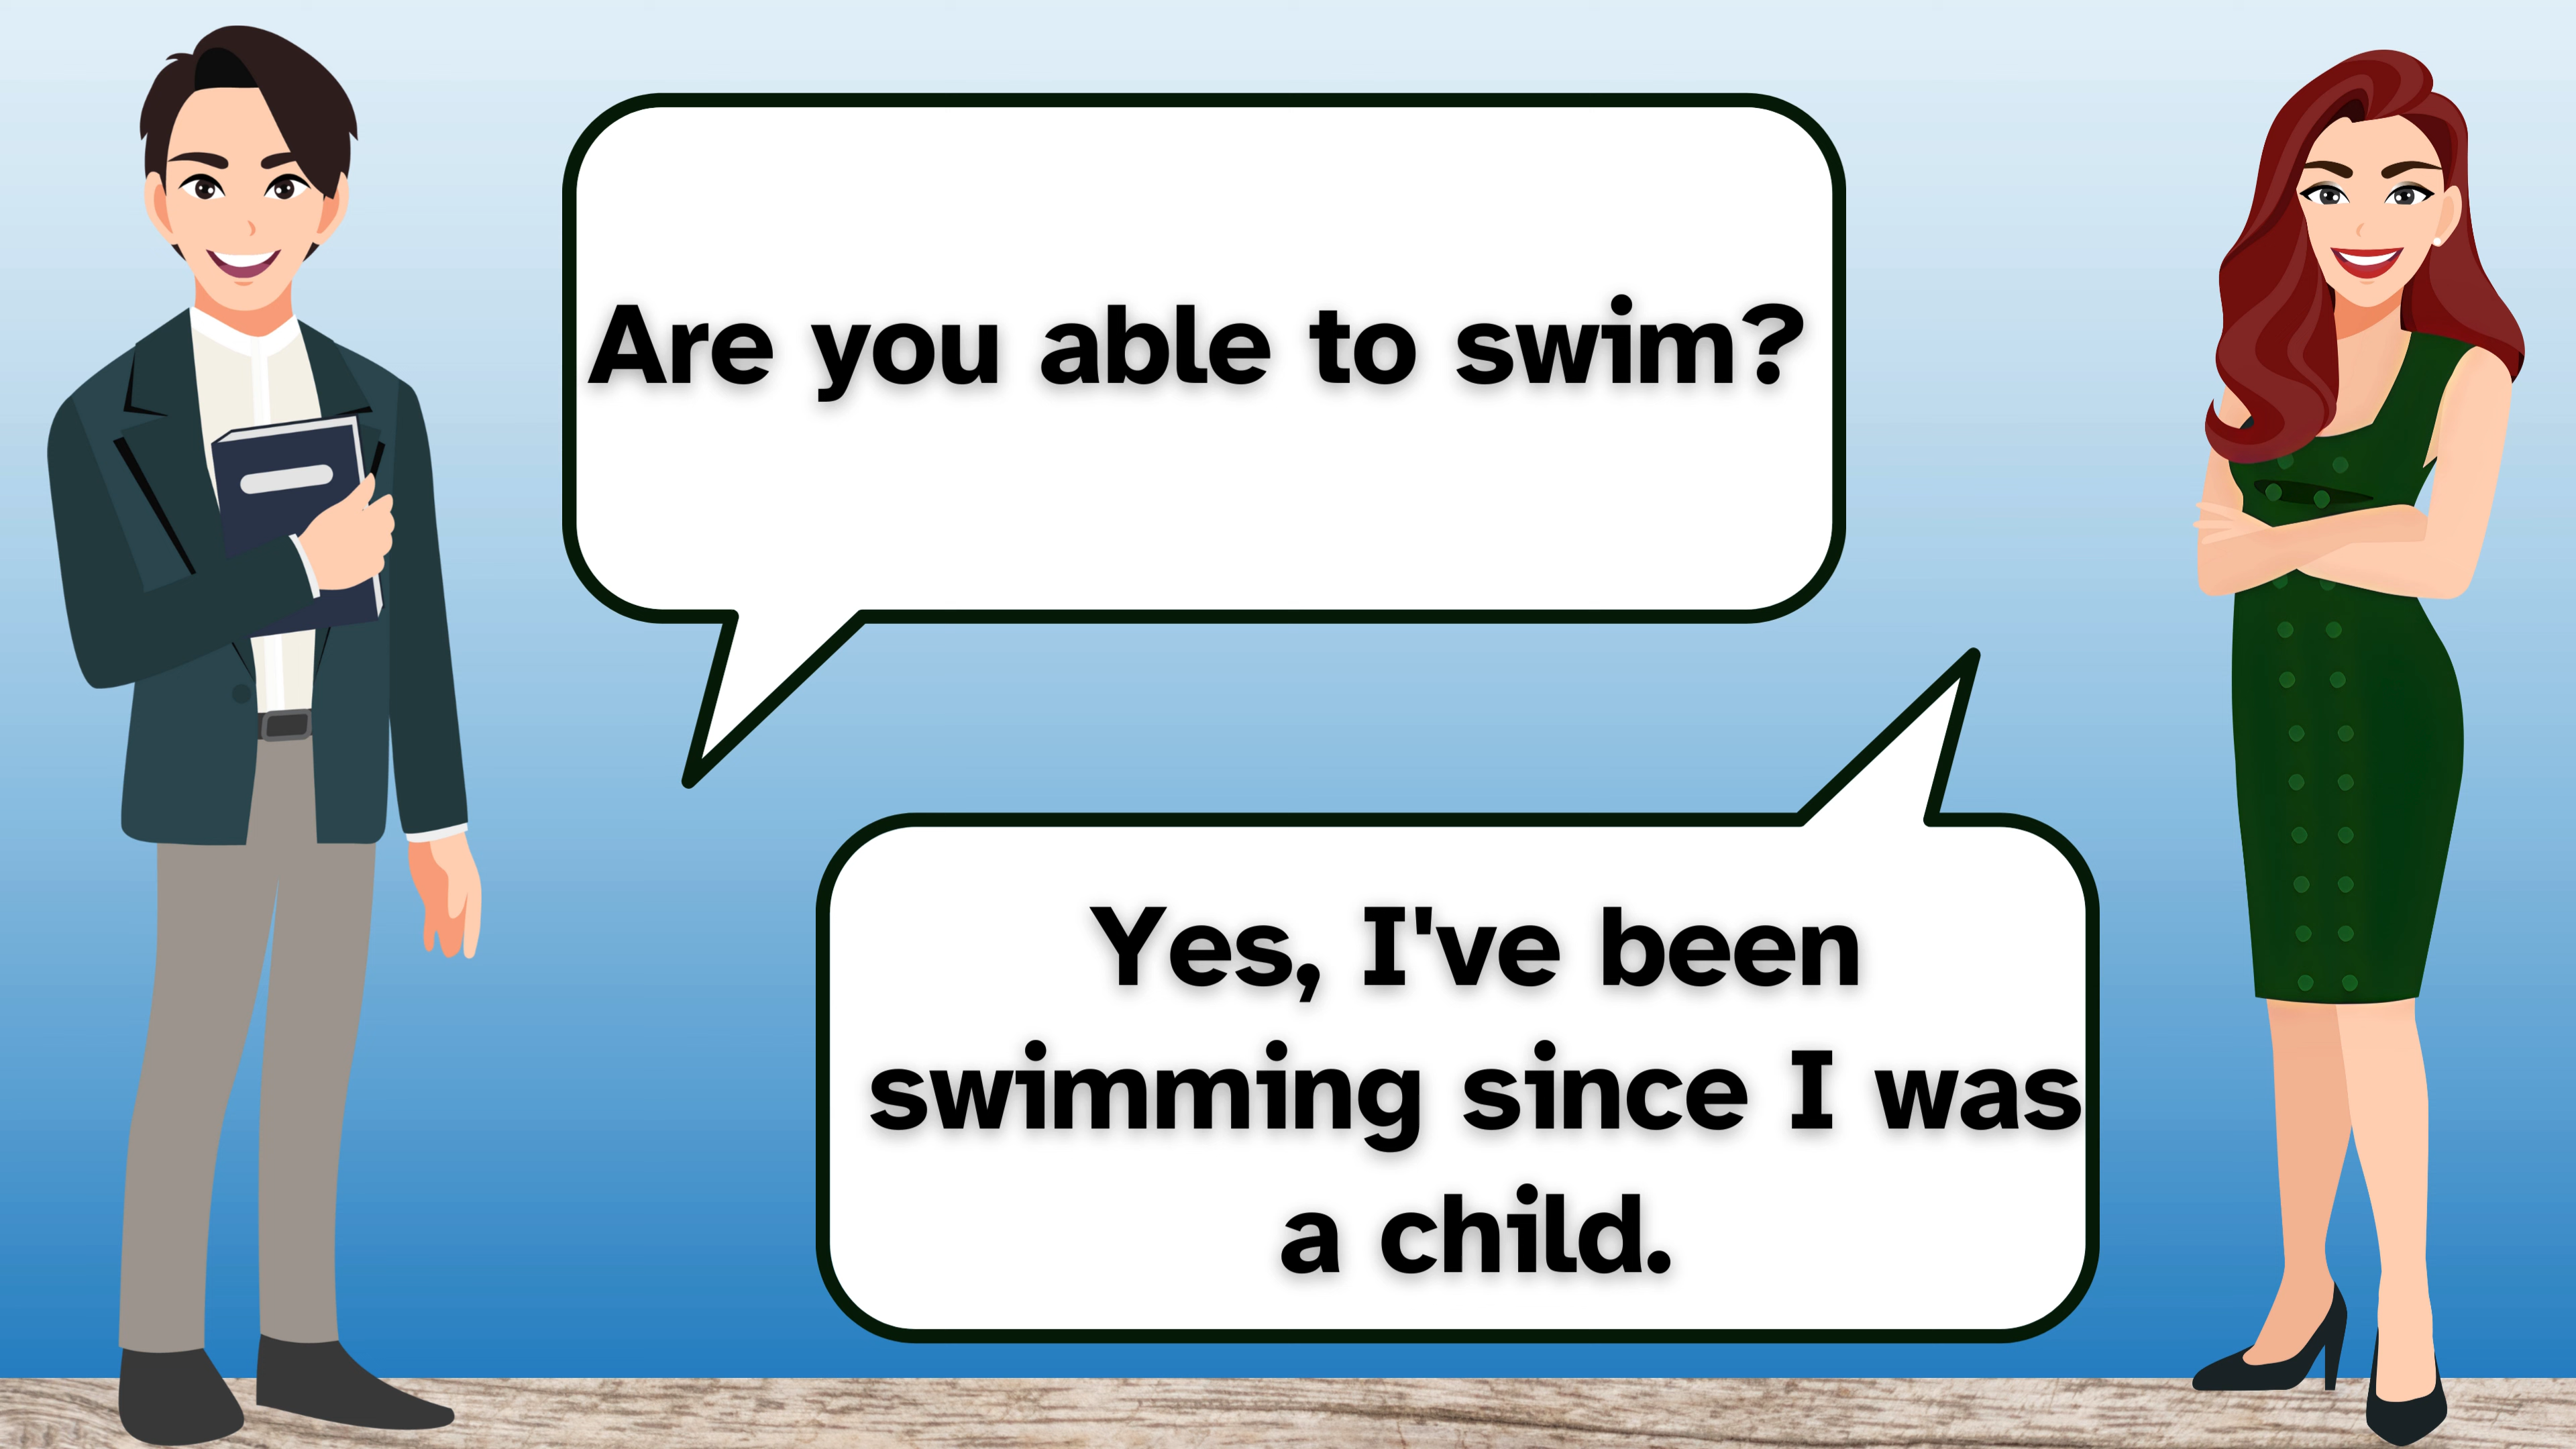 Are you able to swim?
Yes, I've been
swimming since I was
a child.